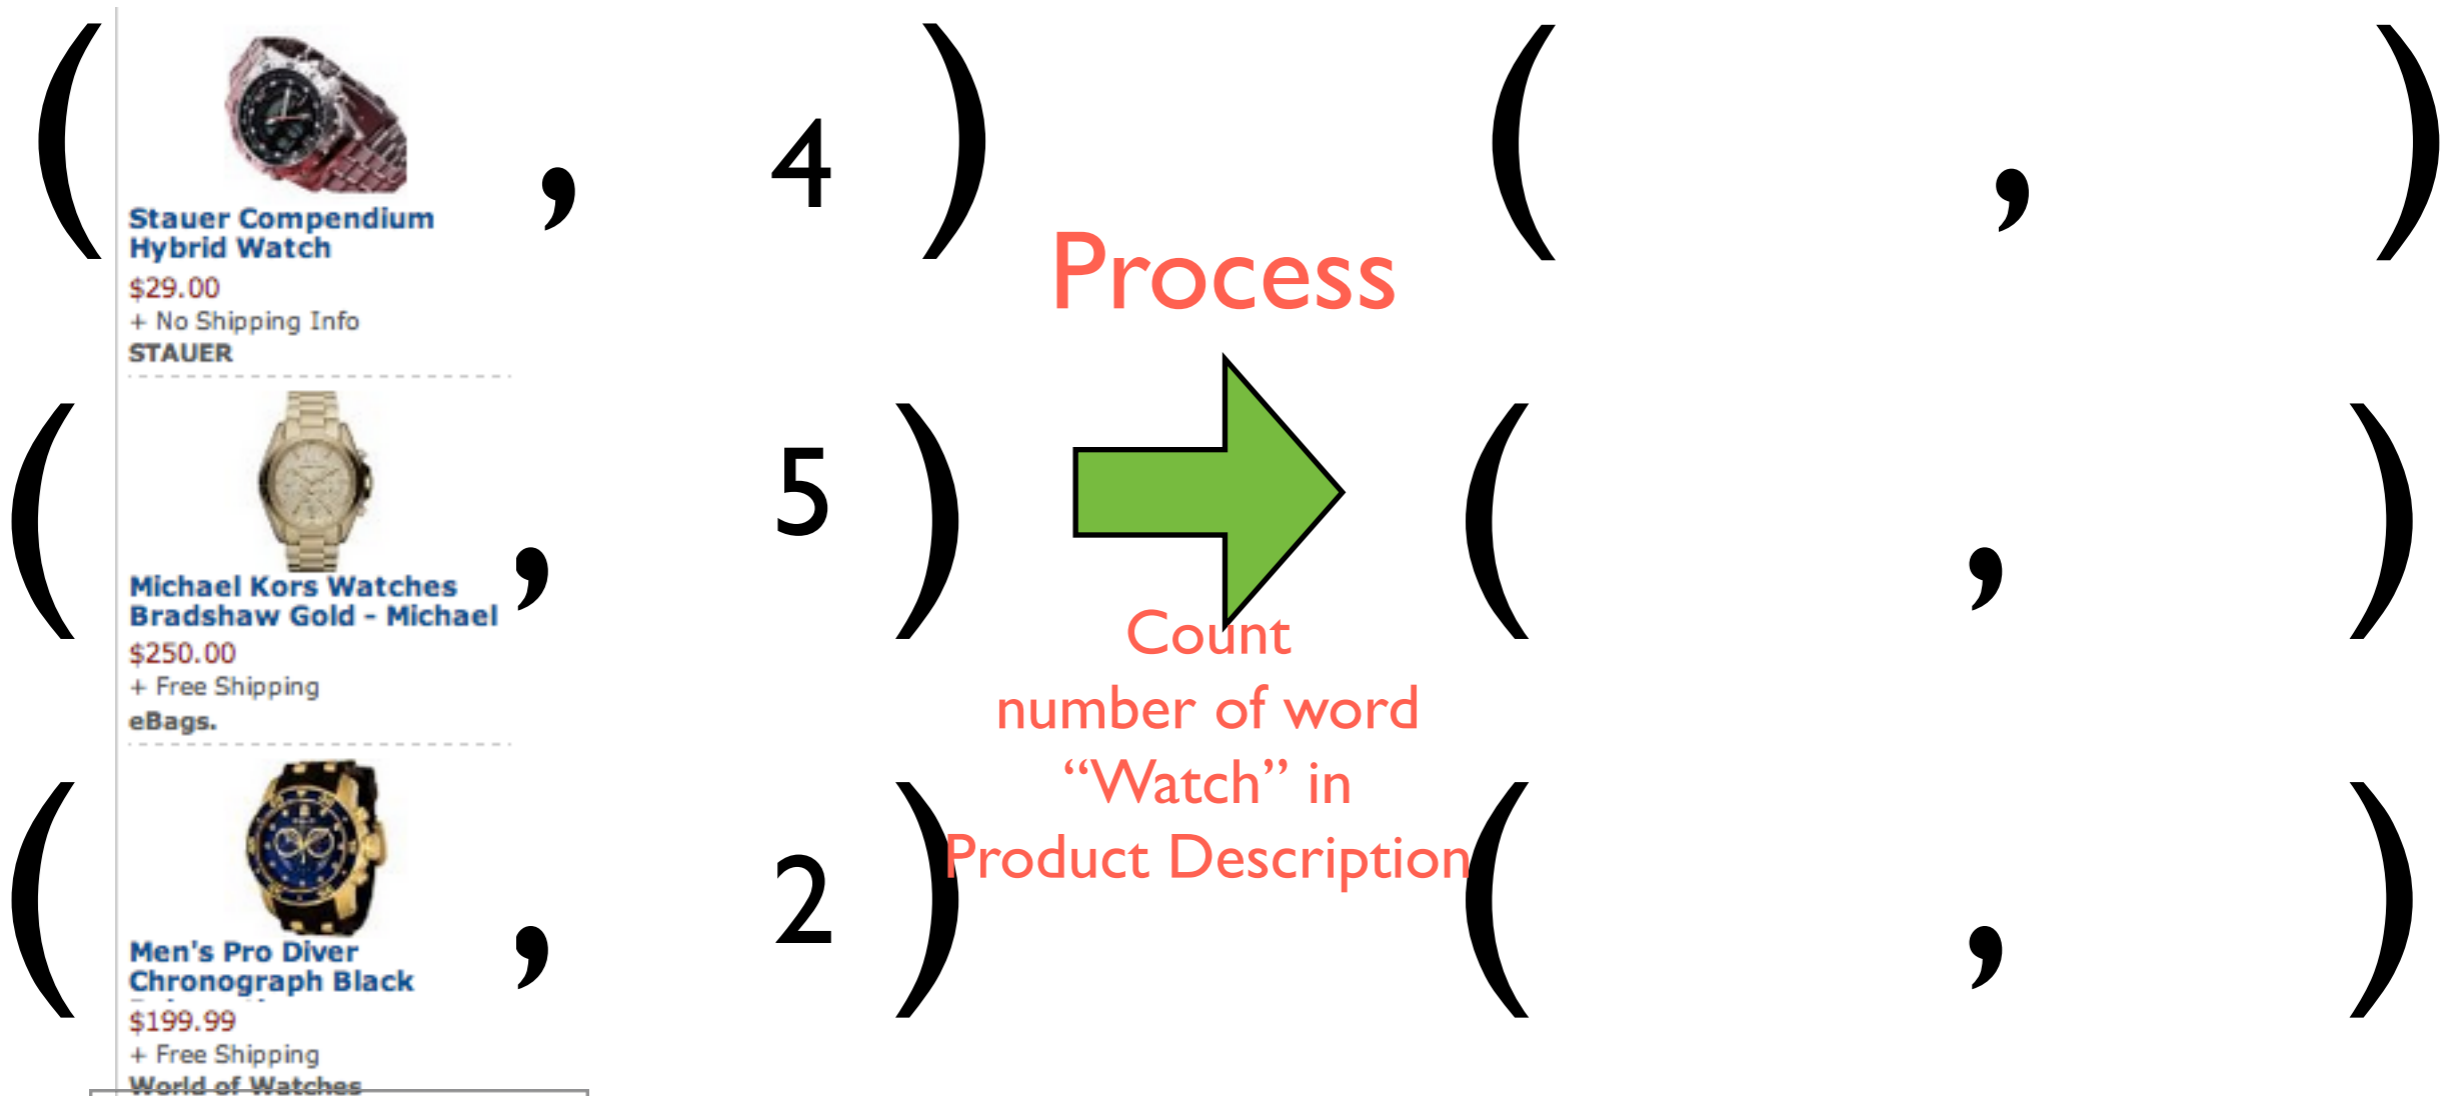 ( , 4 ) ( , )
Stauer Compendium
Hybrid Watch
$29.00
+ No Shipping Info
STAUER
Process
( , 5 ) ( , )
Michael Kors Watches
Bradshaw Gold - Michael
$250.00
+ Free Shipping
eBags.
Count
number of word
“Watch” in
Product Description
( , 2 ) ( , )
Men's Pro Diver
Chronograph Black
$199.99
+ Free Shipping
World of Watches